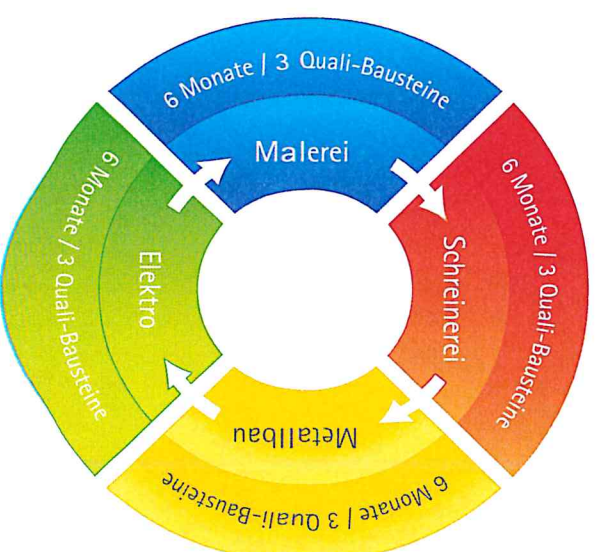 6 Monate / 3 Quali-Bausteine
Malerei
6 Monate / 3 Quali-Bausteine
Schreinerei
6 Monate / 3 Quali-Bausteine
Metallbau
6 Monate / 3 Quali-Bausteine
Elektro